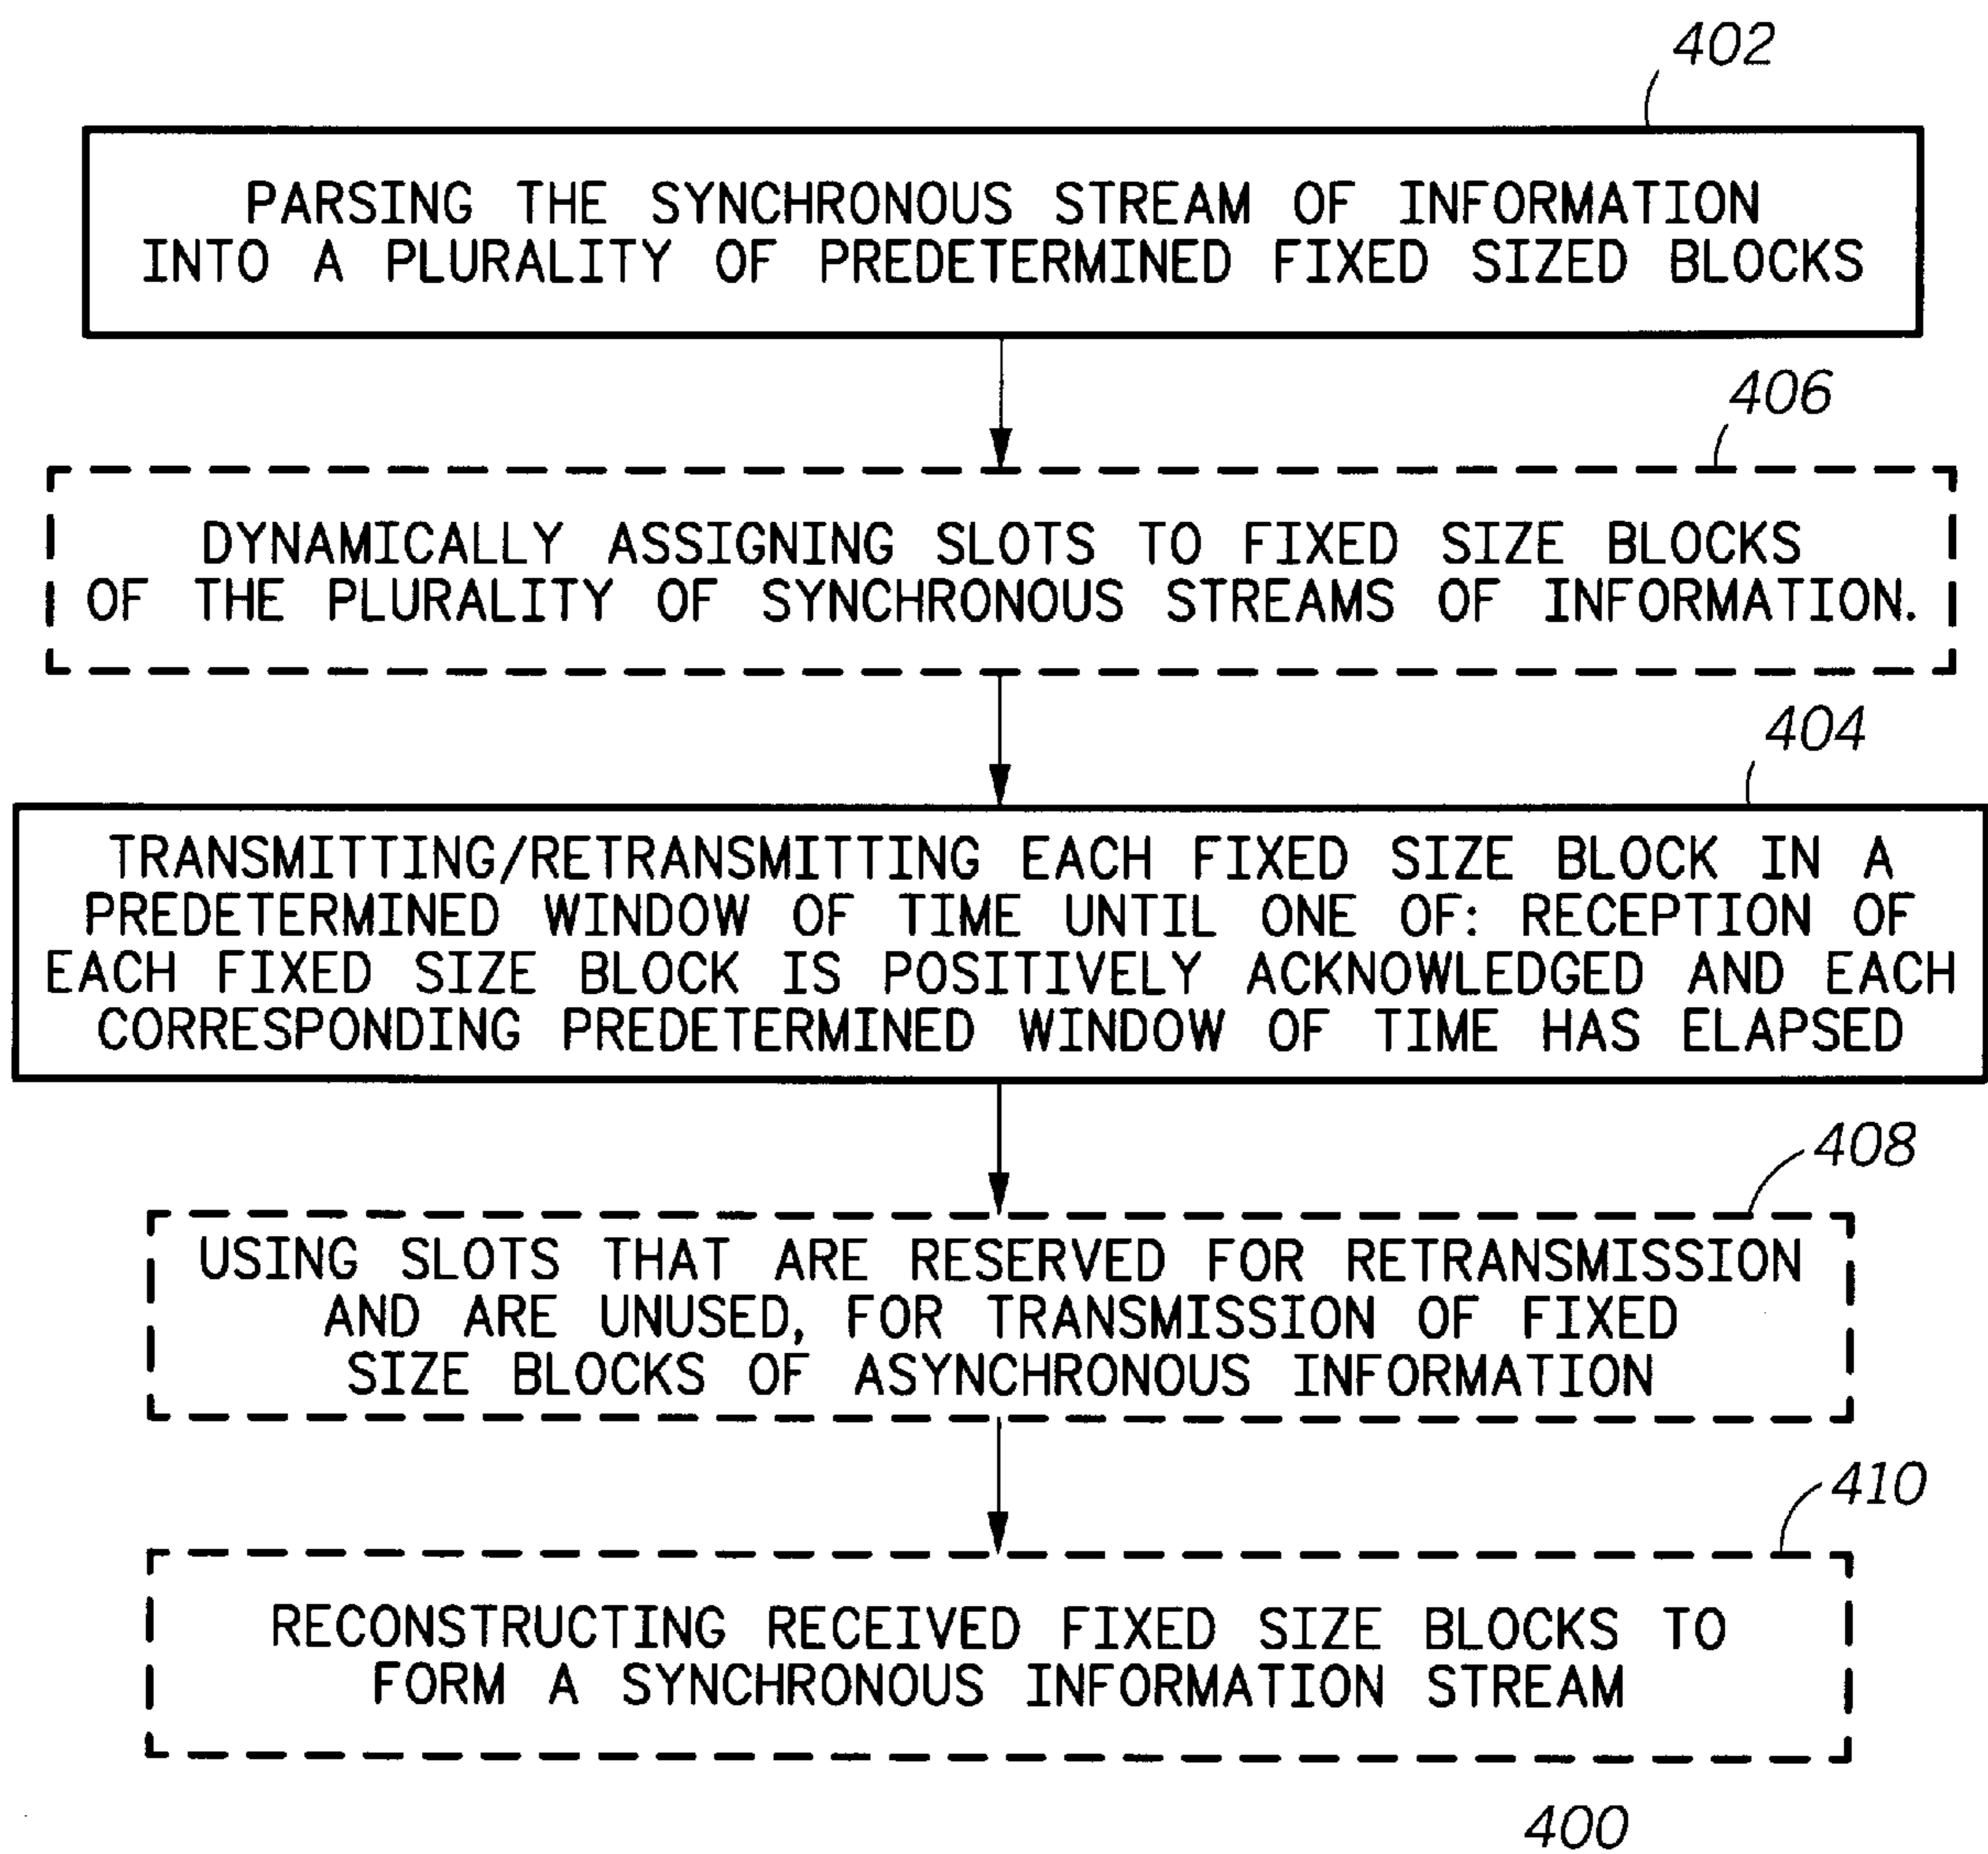 402
PARSING THE SYNCHRONOUS STREAM OF INFORMATION
INTO A PLURALITY OF PREDETERMINED FIXED SIZED BLOCKS
406
DYNAMICALLY ASSIGNING SLOTS TO FIXED SIZE BLOCKS
OF THE PLURALITY OF SYNCHRONOUS STREAMS OF INFORMATION.
404
TRANSMITTING/RETRANSMITTING EACH FIXED SIZE BLOCK IN A
PREDETERMINED WINDOW OF TIME UNTIL ONE OF: RECEPTION OF
EACH FIXED SIZE BLOCK IS POSITIVELY ACKNOWLEDGED AND EACH
CORRESPONDING PREDETERMINED WINDOW OF TIME HAS ELAPSED
408
USING SLOTS THAT ARE RESERVED FOR RETRANSMISSION
AND ARE UNUSED, FOR TRANSMISSION OF FIXED
SIZE BLOCKS OF ASYNCHRONOUS INFORMATION
410
RECONSTRUCTING RECEIVED FIXED SIZE BLOCKS TO
FORM A SYNCHRONOUS INFORMATION STREAM
400